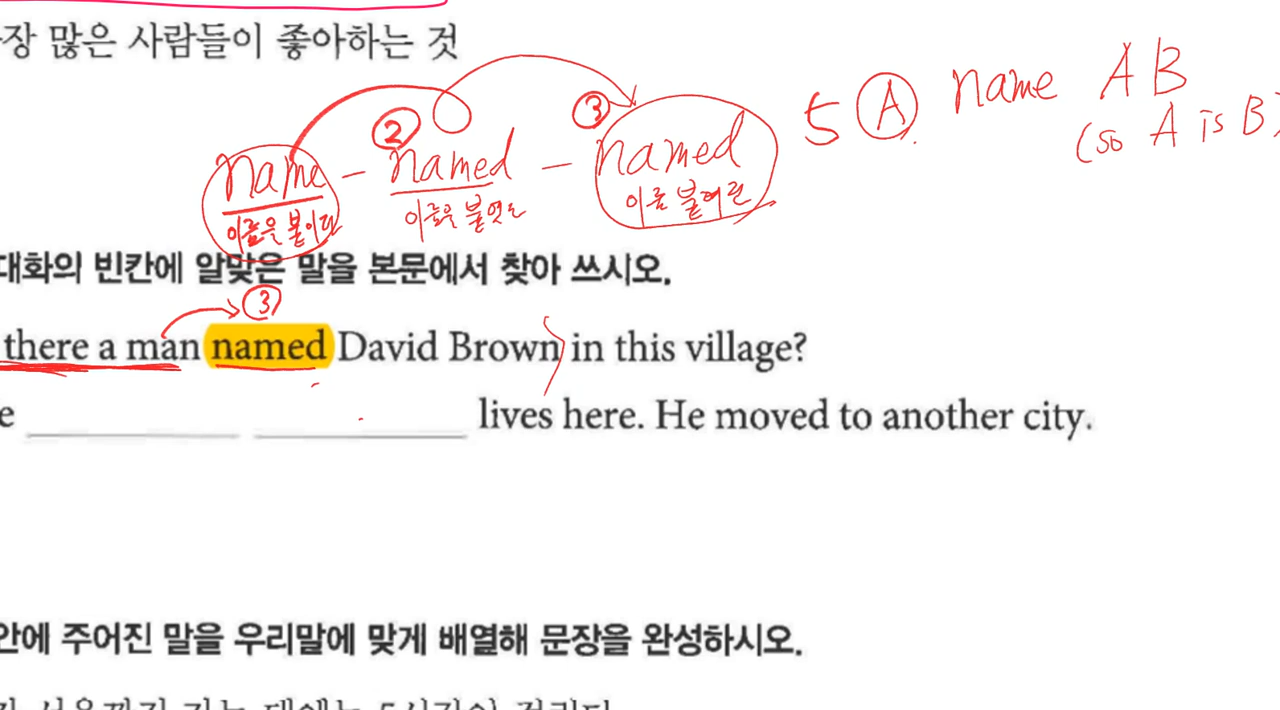 장 많은 사람들이 좋아하는 것
name – ② named – ③ named
이름을 붙이다 이름을 붙였다 이름 붙여진
5 Ⓐ name A B
(so A is B)
대화의 빈칸에 알맞은 말을 본문에서 찾아 쓰시오.
③
there a man named David Brown in this village?
e lives here. He moved to another city.
안에 주어진 말을 우리말에 맞게 배열해 문장을 완성하시오.